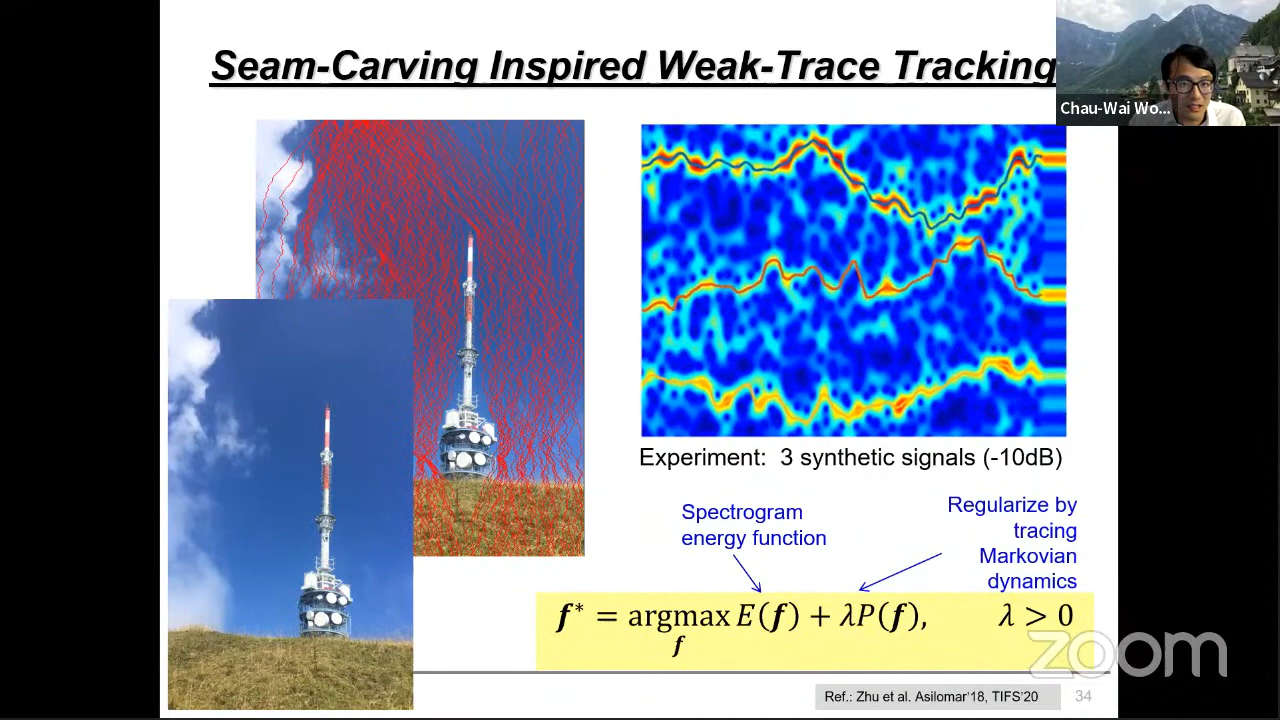 Seam-Carving Inspired Weak-Trace Tracking
Chau-Wai Wo...
Experiment: 3 synthetic signals (-10dB)
Spectrogram
energy function
Regularize by
tracing
Markovian
dynamics
f* = argmax E(f) + λP(f), λ > 0
f
zoom
Ref.: Zhu et al. Asilomar'18, TIFS'20
34